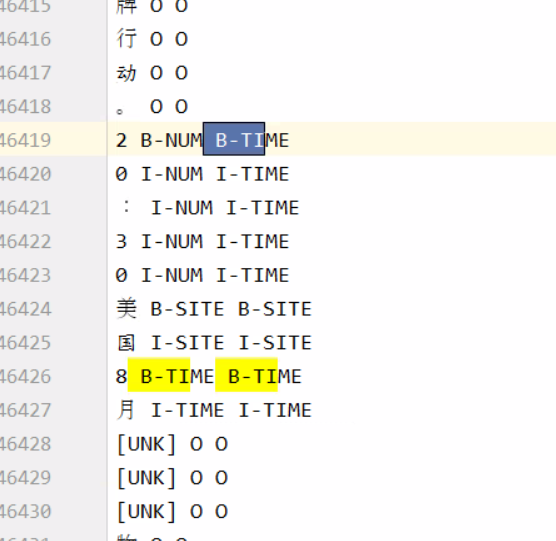 46415 牌 O O
46416 行 O O
46417 动 O O
46418 。 O O
46419 2 B-NUM B-TIME
46420 0 I-NUM I-TIME
46421 : I-NUM I-TIME
46422 3 I-NUM I-TIME
46423 0 I-NUM I-TIME
46424 美 B-SITE B-SITE
46425 国 I-SITE I-SITE
46426 8 B-TIME B-TIME
46427 月 I-TIME I-TIME
46428 [UNK] O O
46429 [UNK] O O
46430 [UNK] O O
46431 O O